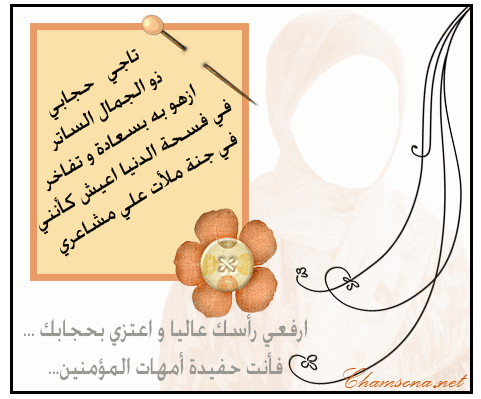 تاجي حجابي
ذو الجمال الساتر
ازهو به بسعادة و تفاخر
في فسحة الدنيا اعيش كأنني
في جنة ملأت علي مشاعري
ارفعي رأسك عاليا و اعتزي بحجابك ...
فأنت حفيدة أمهات المؤمنين...
Chamsona.net